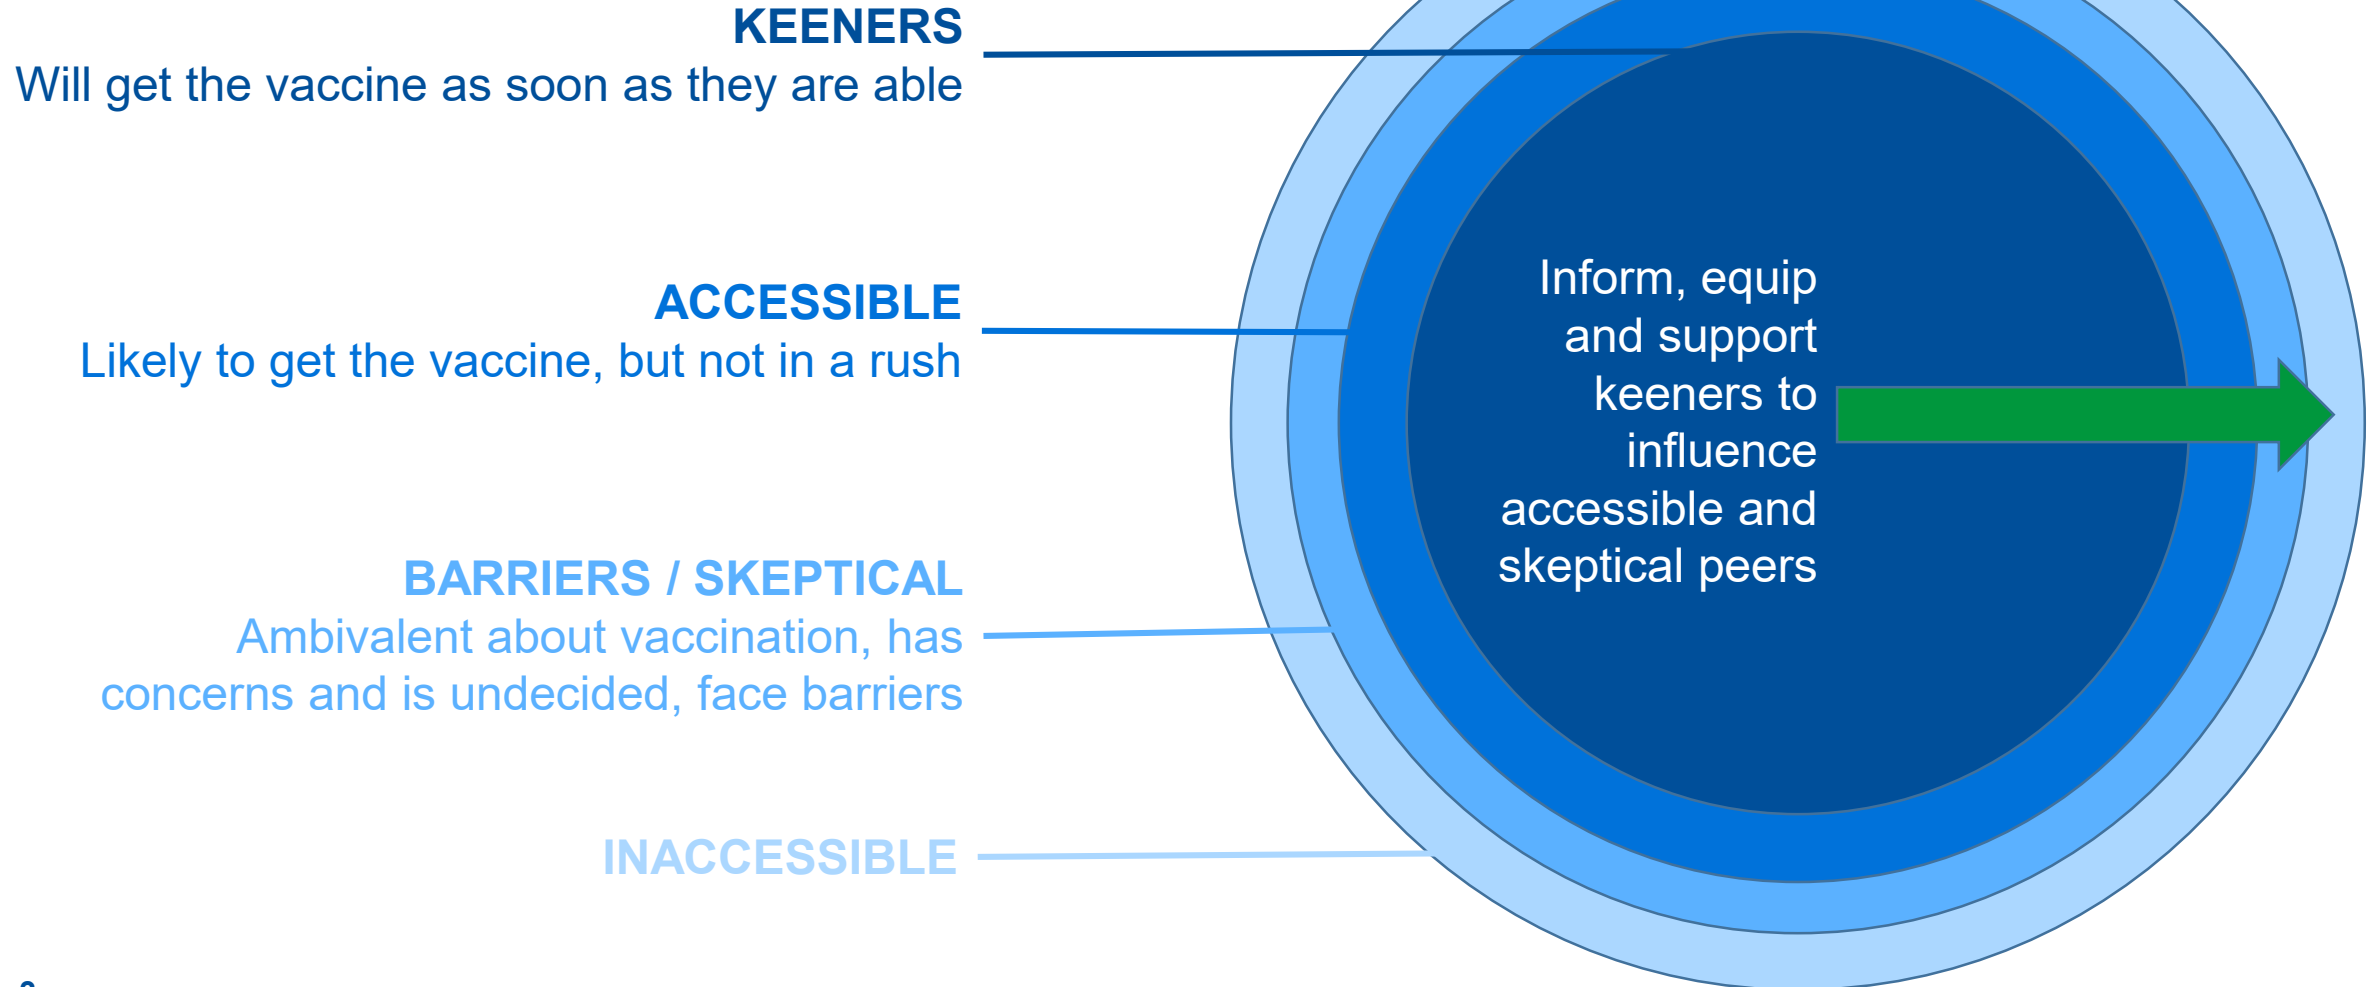 KEENERS
Will get the vaccine as soon as they are able
ACCESSIBLE
Likely to get the vaccine, but not in a rush
BARRIERS / SKEPTICAL
Ambivalent about vaccination, has
concerns and is undecided, face barriers
INACCESSIBLE
Inform, equip
and support
keeners to
influence
accessible and
skeptical peers